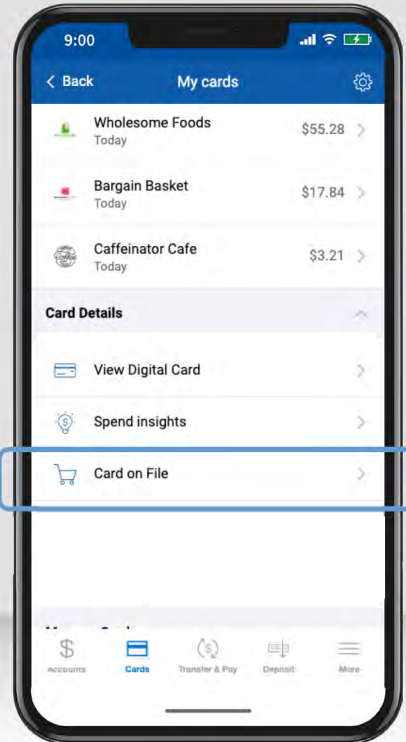 9:00
< Back
My cards
Wholesome Foods
Today
$55.28
Bargain Basket
Today
$17.84
Caffeinator Cafe
Today
$3.21
Card Details
View Digital Card
Spend insights
Card on File
Accounts
Cards
Transfer & Pay
Deposit
More